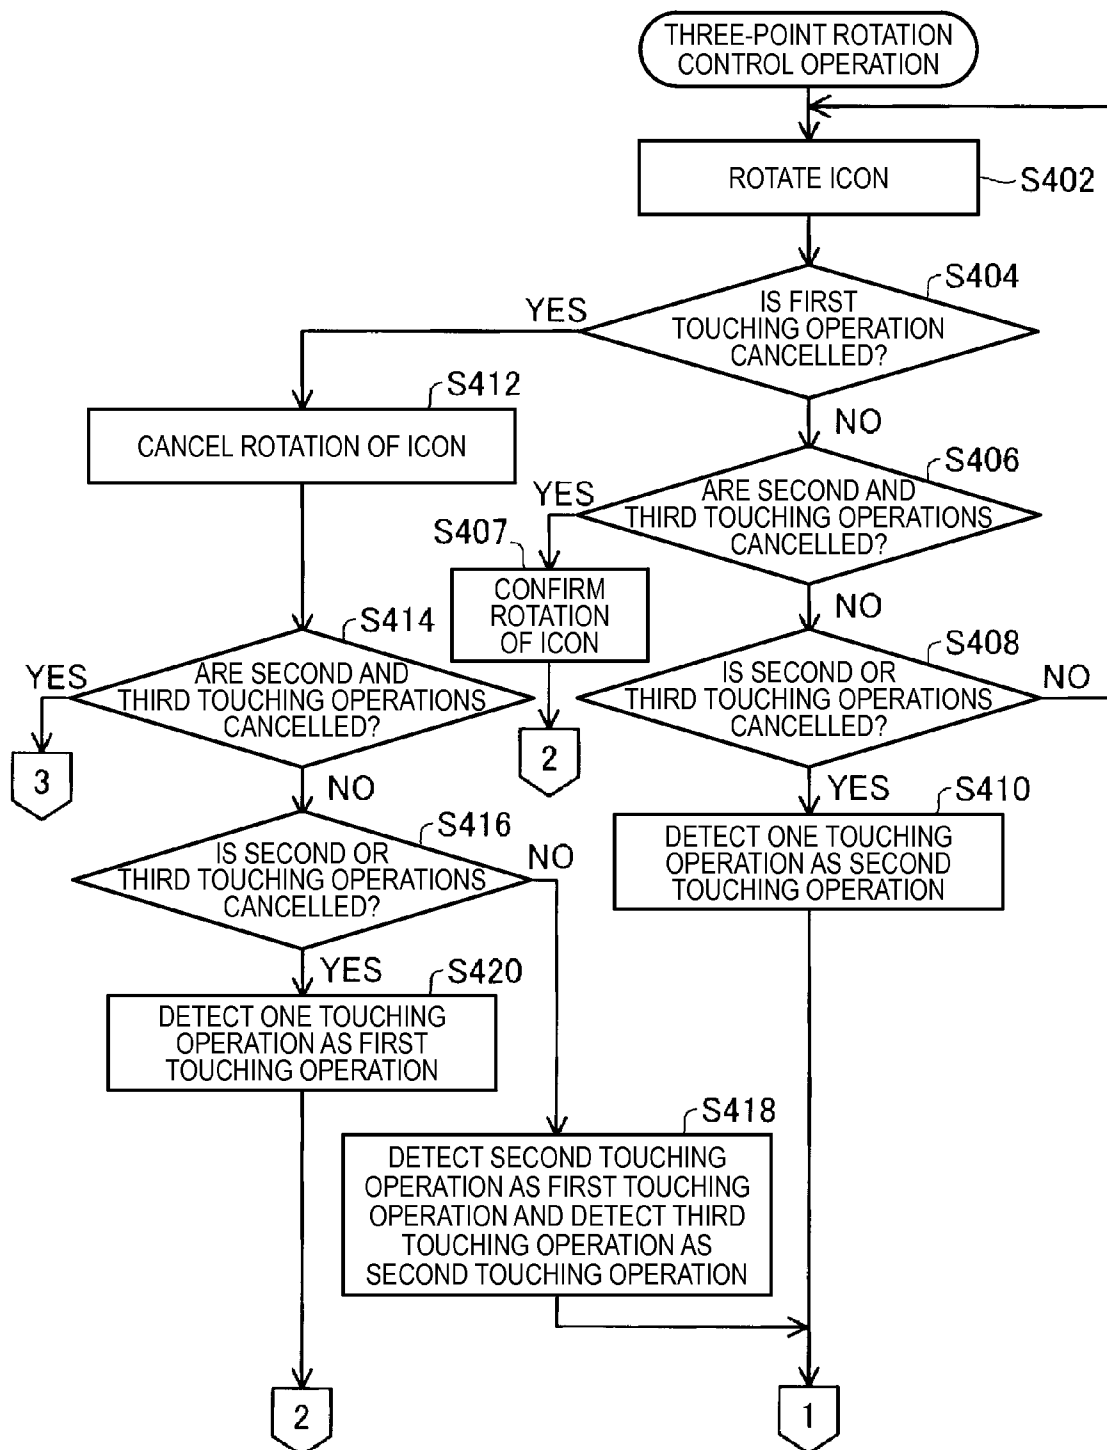 THREE-POINT ROTATION
CONTROL OPERATION
ROTATE ICON
S402
S404
IS FIRST
TOUCHING OPERATION
CANCELLED?
YES
NO
S412
CANCEL ROTATION OF ICON
S406
ARE SECOND AND
THIRD TOUCHING OPERATIONS
CANCELLED?
YES
NO
S407
CONFIRM
ROTATION
OF ICON
2
S414
ARE SECOND AND
THIRD TOUCHING OPERATIONS
CANCELLED?
YES
3
NO
S408
IS SECOND OR
THIRD TOUCHING OPERATIONS
CANCELLED?
NO
YES
S410
DETECT ONE TOUCHING
OPERATION AS SECOND
TOUCHING OPERATION
S416
IS SECOND OR
THIRD TOUCHING OPERATIONS
CANCELLED?
NO
YES
S420
DETECT ONE TOUCHING
OPERATION AS FIRST
TOUCHING OPERATION
S418
DETECT SECOND TOUCHING
OPERATION AS FIRST TOUCHING
OPERATION AND DETECT THIRD
TOUCHING OPERATION AS
SECOND TOUCHING OPERATION
2
1